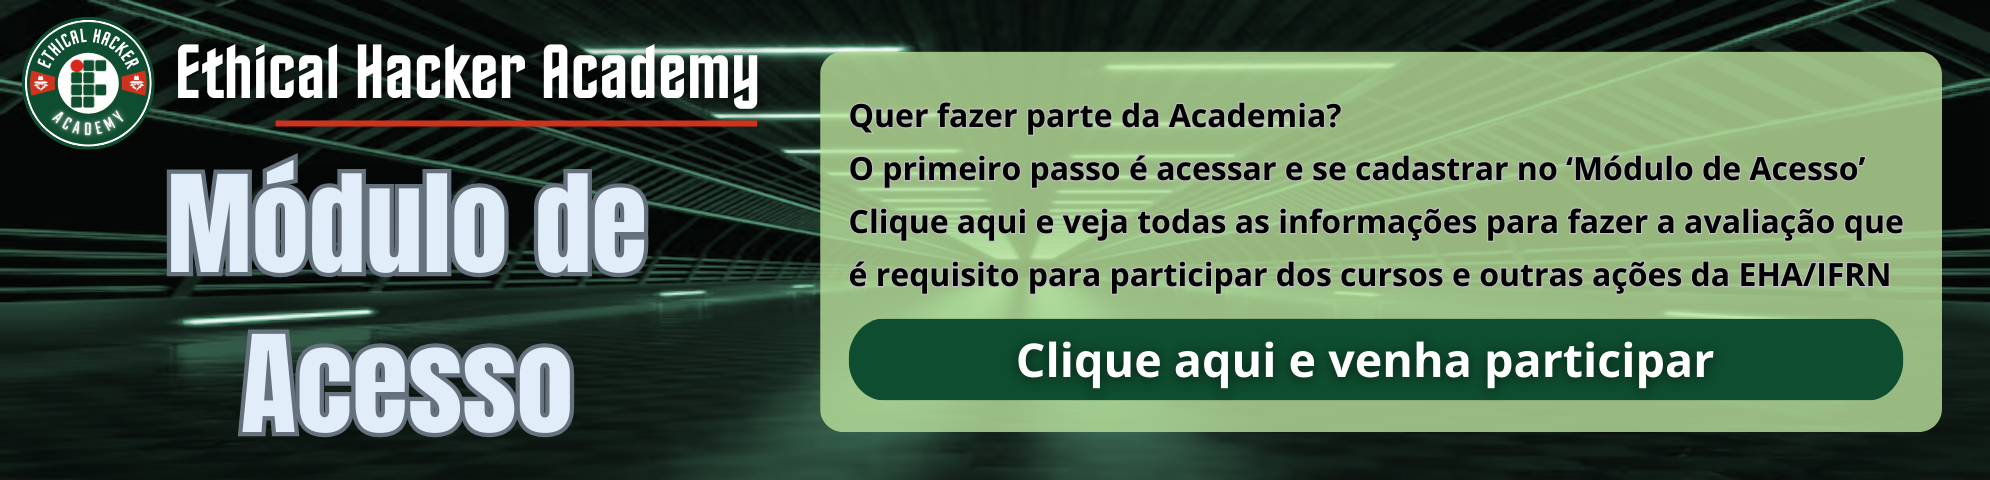 ETHICAL HACKER
ACADEMY
Ethical Hacker Academy
Módulo de
Acesso
Quer fazer parte da Academia?
O primeiro passo é acessar e se cadastrar no ‘Módulo de Acesso’
Clique aqui e veja todas as informações para fazer a avaliação que
é requisito para participar dos cursos e outras ações da EHA/IFRN
Clique aqui e venha participar